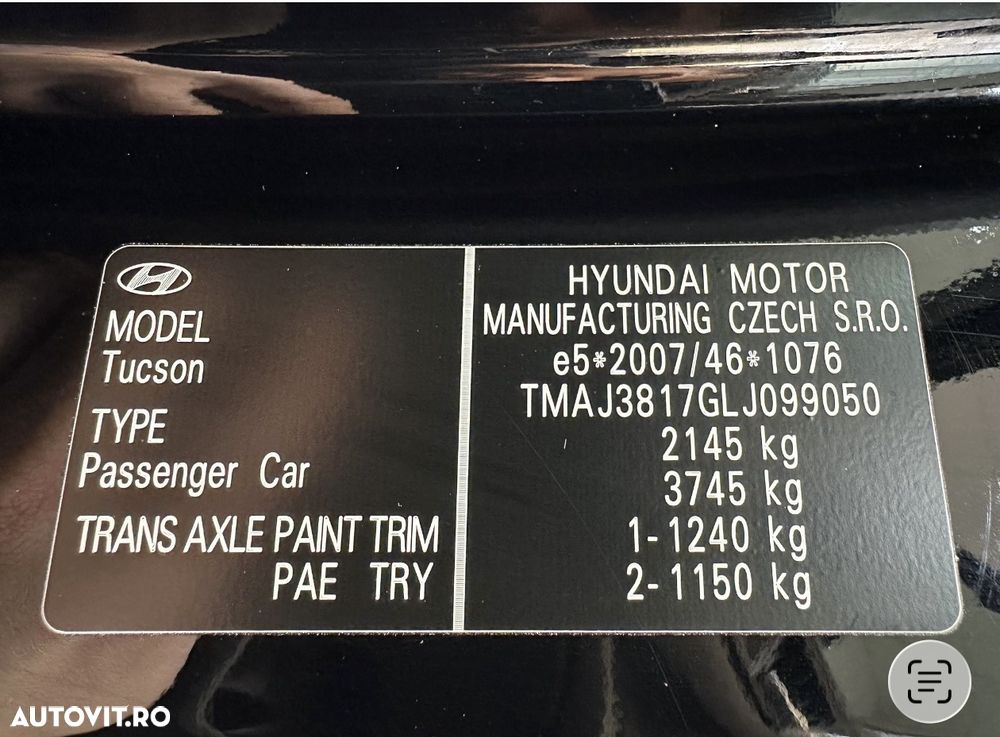 MODEL
Tucson
TYPE
Passenger Car
TRANS AXLE PAINT TRIM
PAE TRY
HYUNDAI MOTOR
MANUFACTURING CZECH S.R.O.
e5*2007/46*1076
TMAJ3817GLJ099050
2145 kg
3745 kg
1-1240 kg
2-1150 kg
AUTOVIT.RO